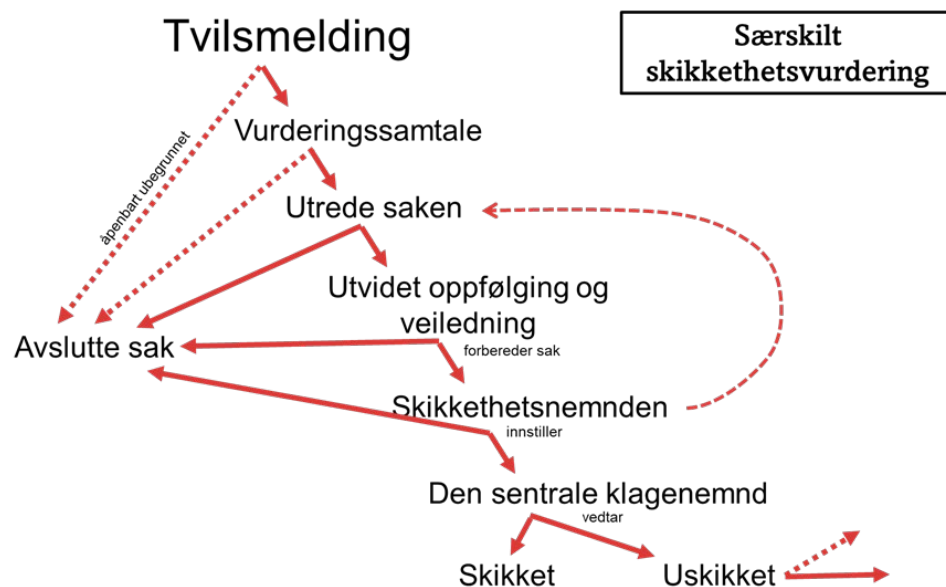 Tvilsmelding
Særskilt
skikkethetsvurdering
åpenbart ubegrunnet
Vurderingssamtale
Utrede saken
Utvidet oppfølging og
veiledning
forbereder sak
Avslutte sak
Skikkethetsnemnden
innstiller
Den sentrale klagenemnd
vedtar
Skikket
Uskikket